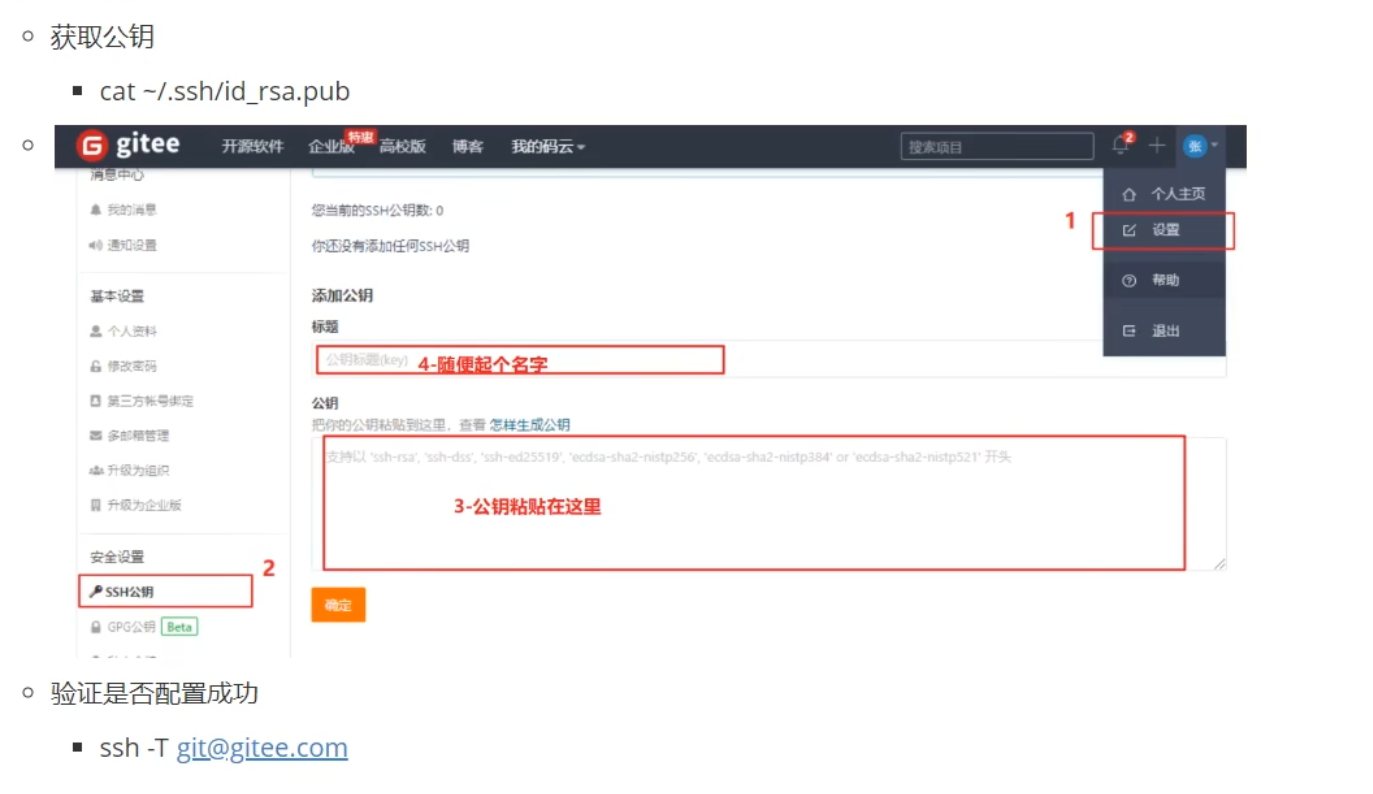 获取公钥
cat ~/.ssh/id_rsa.pub
gitee 开源软件 企业版 特惠 高校版 博客 我的码云 搜索项目 2 张
消息中心
个人主页
我的消息
您当前的SSH公钥数: 0
1
设置
通知设置
你还没有添加任何SSH公钥
帮助
基本设置
添加公钥
个人资料
标题
退出
修改密码
公钥标题(key) 4-随便起个名字
第三方帐号绑定
公钥
把你的公钥粘贴到这里，查看 怎样生成公钥
多邮箱管理
支持以 'ssh-rsa', 'ssh-dss', 'ssh-ed25519', 'ecdsa-sha2-nistp256', 'ecdsa-sha2-nistp384' or 'ecdsa-sha2-nistp521' 开头
升级为组织
升级为企业版
3-公钥粘贴在这里
安全设置
2
SSH公钥
确定
GPG公钥 Beta
验证是否配置成功
ssh -T git@gitee.com